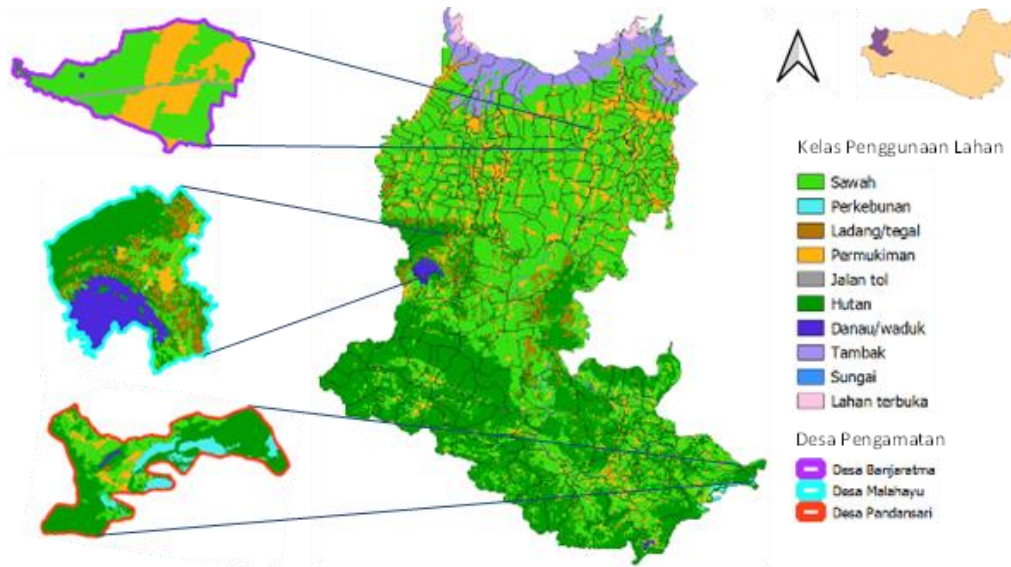 Kelas Penggunaan Lahan
Sawah
Perkebunan
Ladang/tegal
Permukiman
Jalan tol
Hutan
Danau/waduk
Tambak
Sungai
Lahan terbuka
Desa Pengamatan
Desa Banjaratma
Desa Malahayu
Desa Pandansari